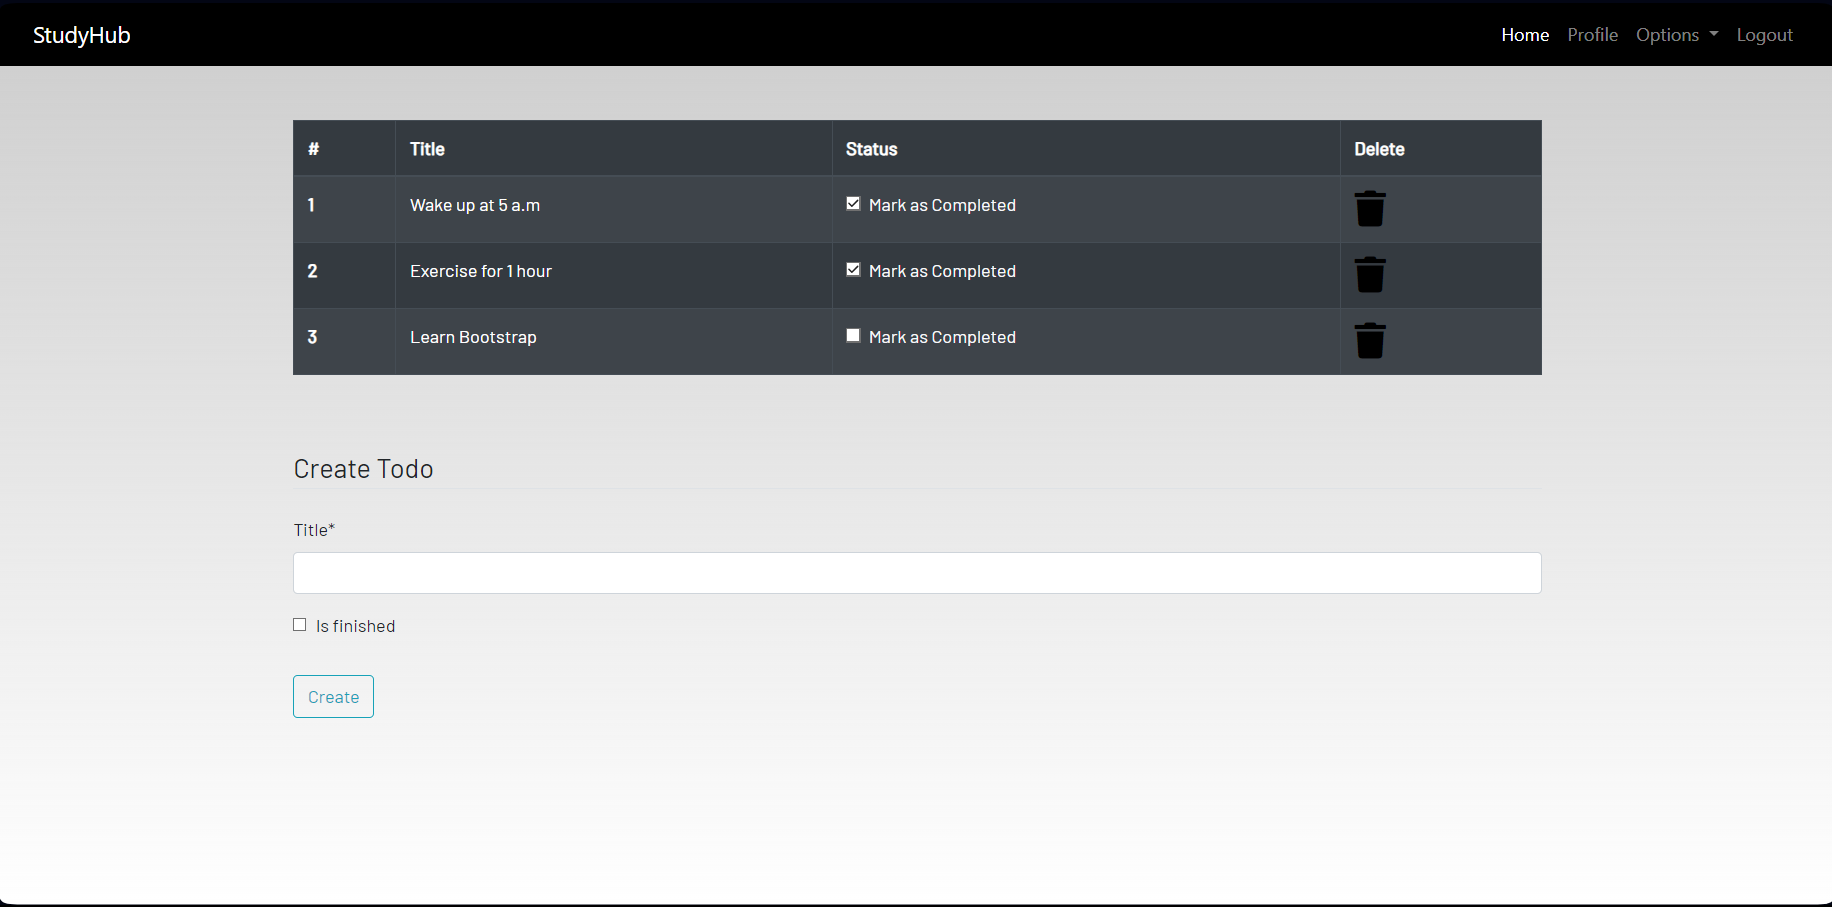 StudyHub Home Profile Options Logout
# Title Status Delete
1 Wake up at 5 a.m Mark as Completed
2 Exercise for 1 hour Mark as Completed
3 Learn Bootstrap Mark as Completed
Create Todo
Title*
Is finished
Create